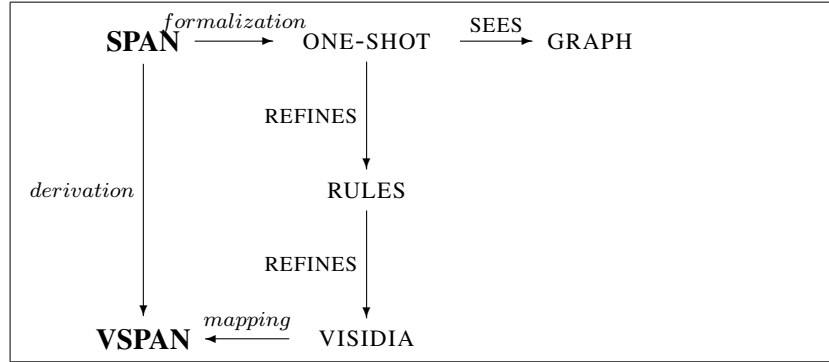 formalization
SPAN ONE-SHOT SEES GRAPH
REFINES
derivation RULES
REFINES
VSPAN mapping VISIDIA